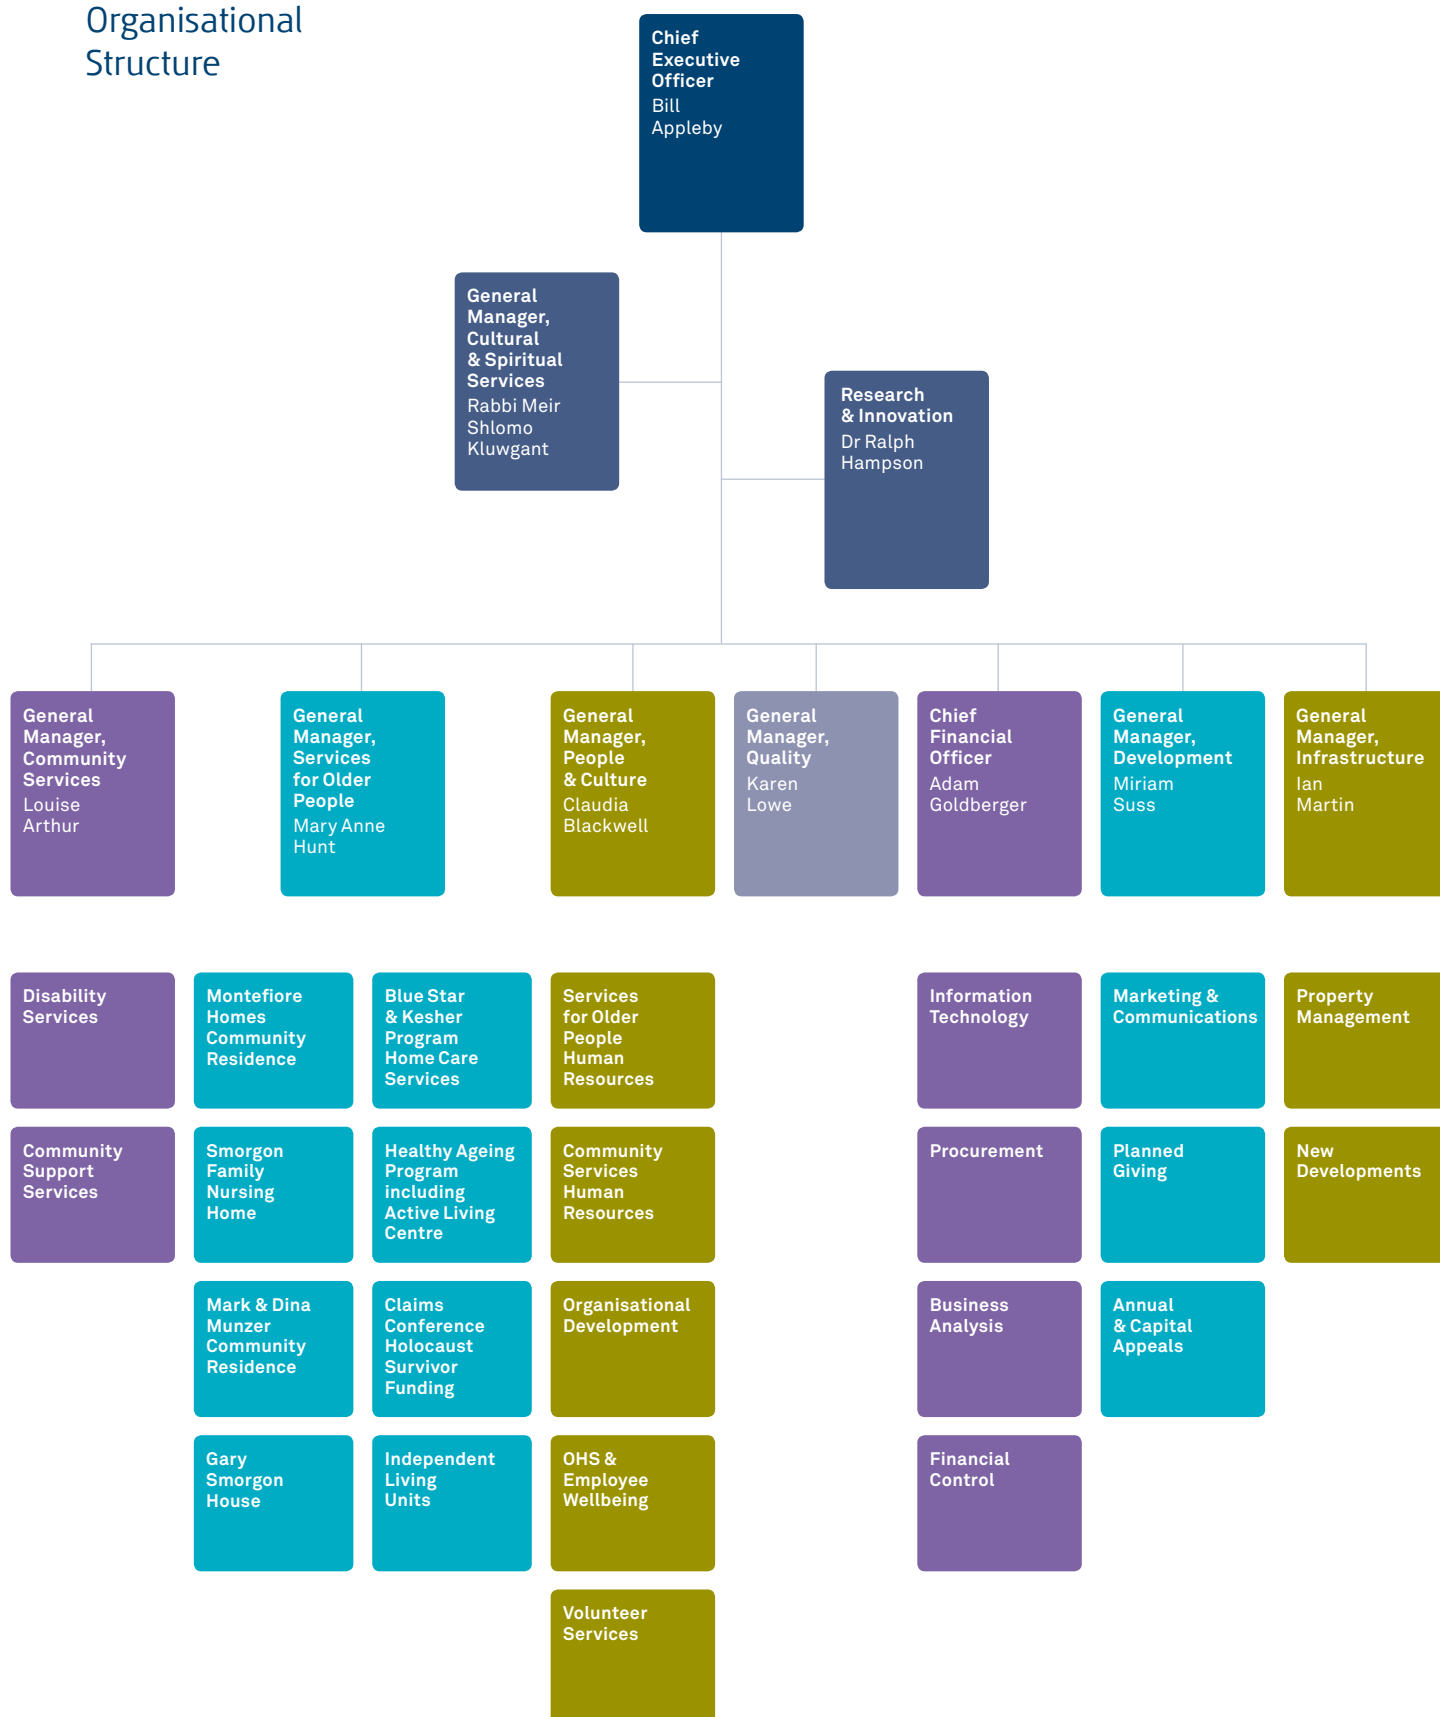 Organisational
Structure
Chief
Executive
Officer
Bill
Appleby
General
Manager,
Cultural
& Spiritual
Services
Rabbi Meir
Shlomo
Kluwgant
Research
& Innovation
Dr Ralph
Hampson
General
Manager,
Community
Services
Louise
Arthur
General
Manager,
Services
for Older
People
Mary Anne
Hunt
General
Manager,
People
& Culture
Claudia
Blackwell
General
Manager,
Quality
Karen
Lowe
Chief
Financial
Officer
Adam
Goldberger
General
Manager,
Development
Miriam
Suss
General
Manager,
Infrastructure
Ian
Martin
Disability
Services
Montefiore
Homes
Community
Residence
Blue Star
& Kesher
Program
Home Care
Services
Services
for Older
People
Human
Resources
Information
Technology
Marketing &
Communications
Property
Management
Community
Support
Services
Smorgon
Family
Nursing
Home
Healthy Ageing
Program
including
Active Living
Centre
Community
Services
Human
Resources
Procurement
Planned
Giving
New
Developments
Mark & Dina
Munzer
Community
Residence
Claims
Conference
Holocaust
Survivor
Funding
Organisational
Development
Business
Analysis
Annual
& Capital
Appeals
Gary
Smorgon
House
Independent
Living
Units
OHS &
Employee
Wellbeing
Financial
Control
Volunteer
Services